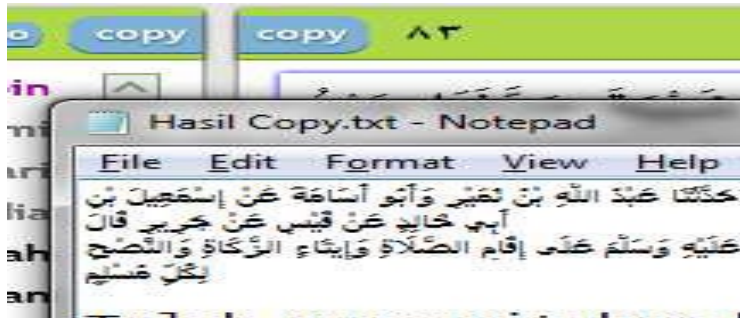 copy
copy ٨٣
Hasil Copy.txt - Notepad
File Edit Format View Help
حَدَّثَنَا عَبْدُ اللَّهِ بْنُ نُمَيْرٍ وَأَبُو أُسَامَةَ عَنْ إِسْمَعِيلَ بْنِ
أَبِي خَالِدٍ عَنْ قَيْسٍ عَنْ جَرِيرٍ قَالَ
عَلَيْهِ وَسَلَّمَ عَلَى إِقَامِ الصَّلَاةِ وَإِيتَاءِ الزَّكَاةِ وَالنُّصْحِ
لِكُلِّ مُسْلِمٍ